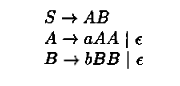 S → AB
A → aAA | ϵ
B → bBB | ϵ